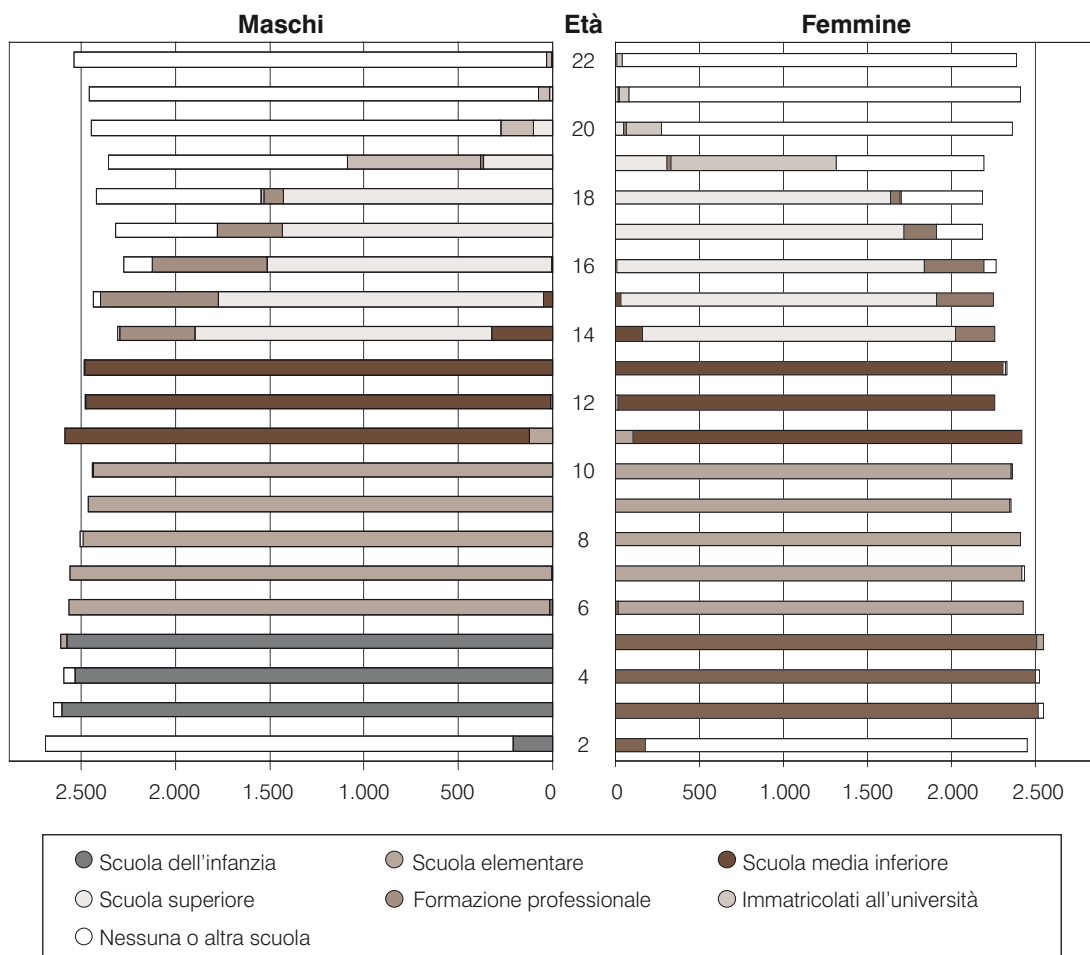 Maschi Età Femmine
22
20
18
16
14
12
10
8
6
4
2
2.500 2.000 1.500 1.000 500 0 0 500 1.000 1.500 2.000 2.500
Scuola dell'infanzia Scuola elementare Scuola media inferiore
Scuola superiore Formazione professionale Immatricolati all'università
Nessuna o altra scuola